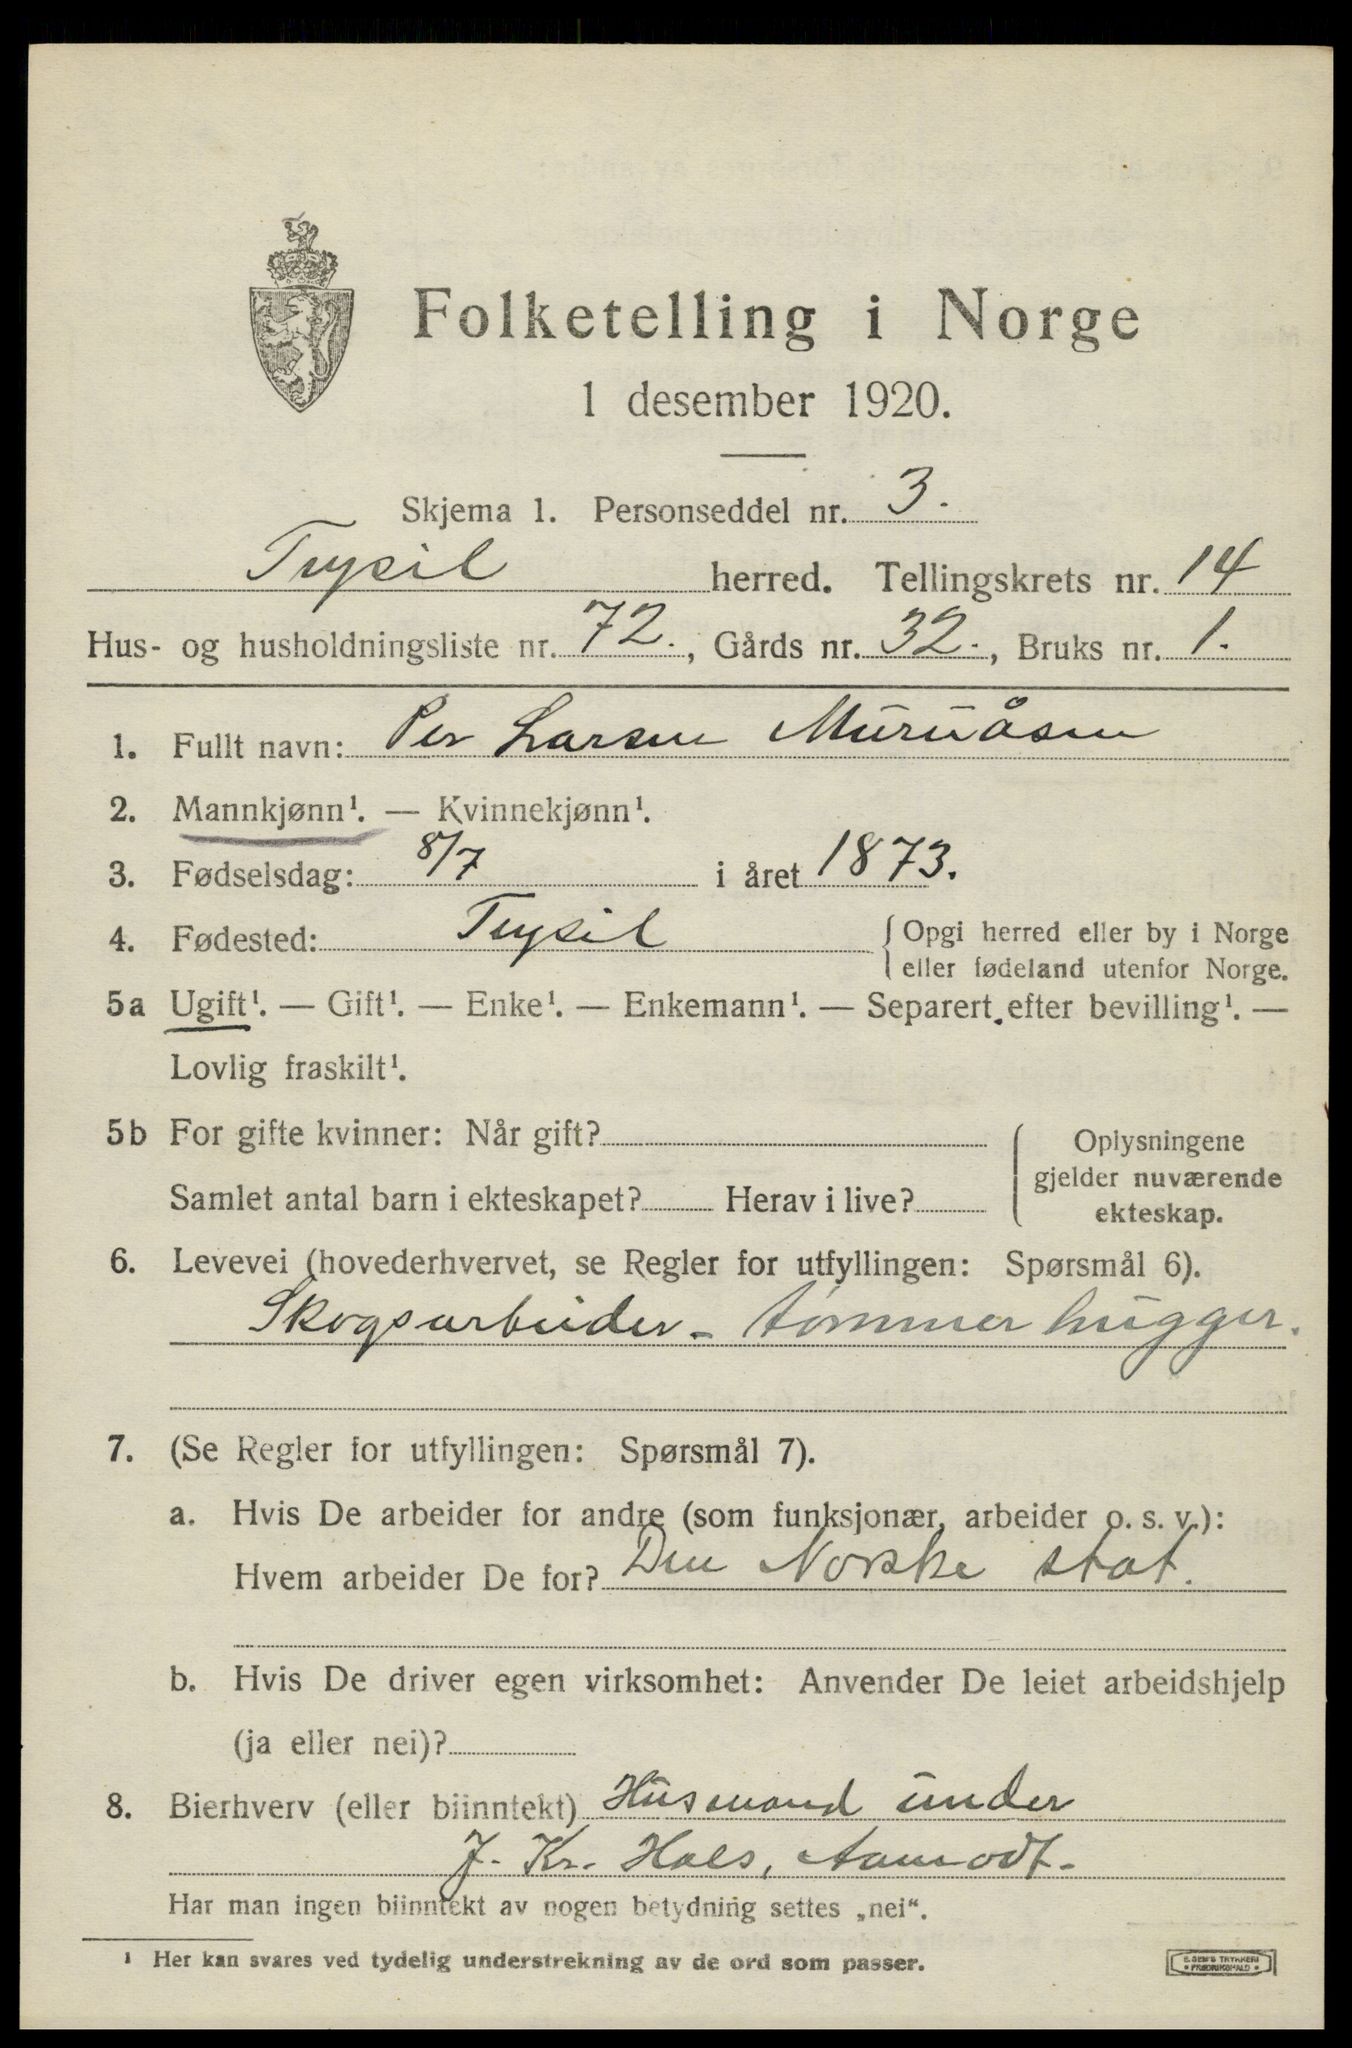 Folketelling i Norge
1 desember 1920.
Skjema 1. Personseddel nr. 3.
Trysil herred. Tellingskrets nr. 14
Hus- og husholdningsliste nr. 72., Gårds nr. 32., Bruks nr. 1.
1. Fullt navn: Per Larsen Muruåsen
2. Mannkjønn¹. — Kvinnekjønn¹.
3. Fødselsdag: 8/7 i året 1873.
4. Fødested: Trysil { Opgi herred eller by i Norge
eller fødeland utenfor Norge.
5a Ugift¹. — Gift¹. — Enke¹. — Enkemann¹. — Separert efter bevilling¹. —
Lovlig fraskilt¹.
5b For gifte kvinner: Når gift?
Samlet antal barn i ekteskapet? Herav i live?
Oplysningene
gjelder nuværende
ekteskap.
6. Levevei (hovederhvervet, se Regler for utfyllingen: Spørsmål 6).
Skogsarbeider - tømmerhugger.
7. (Se Regler for utfyllingen: Spørsmål 7).
a. Hvis De arbeider for andre (som funksjonær, arbeider o. s. v.):
Hvem arbeider De for? Den Norske stat.
b. Hvis De driver egen virksomhet: Anvender De leiet arbeidshjelp
(ja eller nei)?
8. Bierhverv (eller biinntekt) Husmand under
J. Kr. Hals, Aamodt.
Har man ingen biinntekt av nogen betydning settes „nei“.
¹ Her kan svares ved tydelig understrekning av de ord som passer.